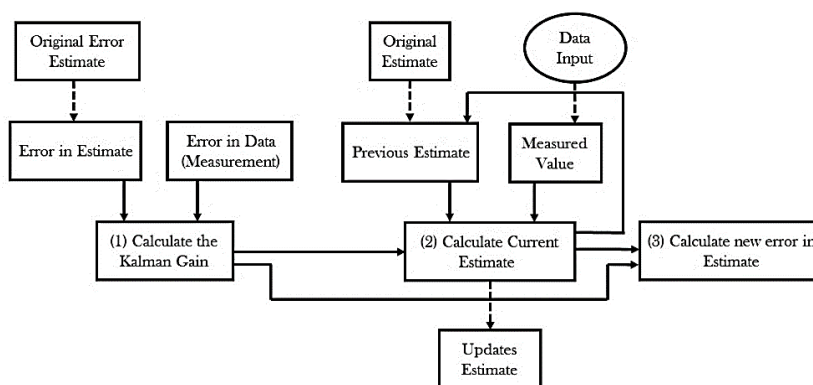 Original Error
Estimate
Original
Estimate
Data
Input
Error in Estimate
Error in Data
(Measurement)
Previous Estimate
Measured
Value
(1) Calculate the
Kalman Gain
(2) Calculate Current
Estimate
(3) Calculate new error in
Estimate
Updates
Estimate